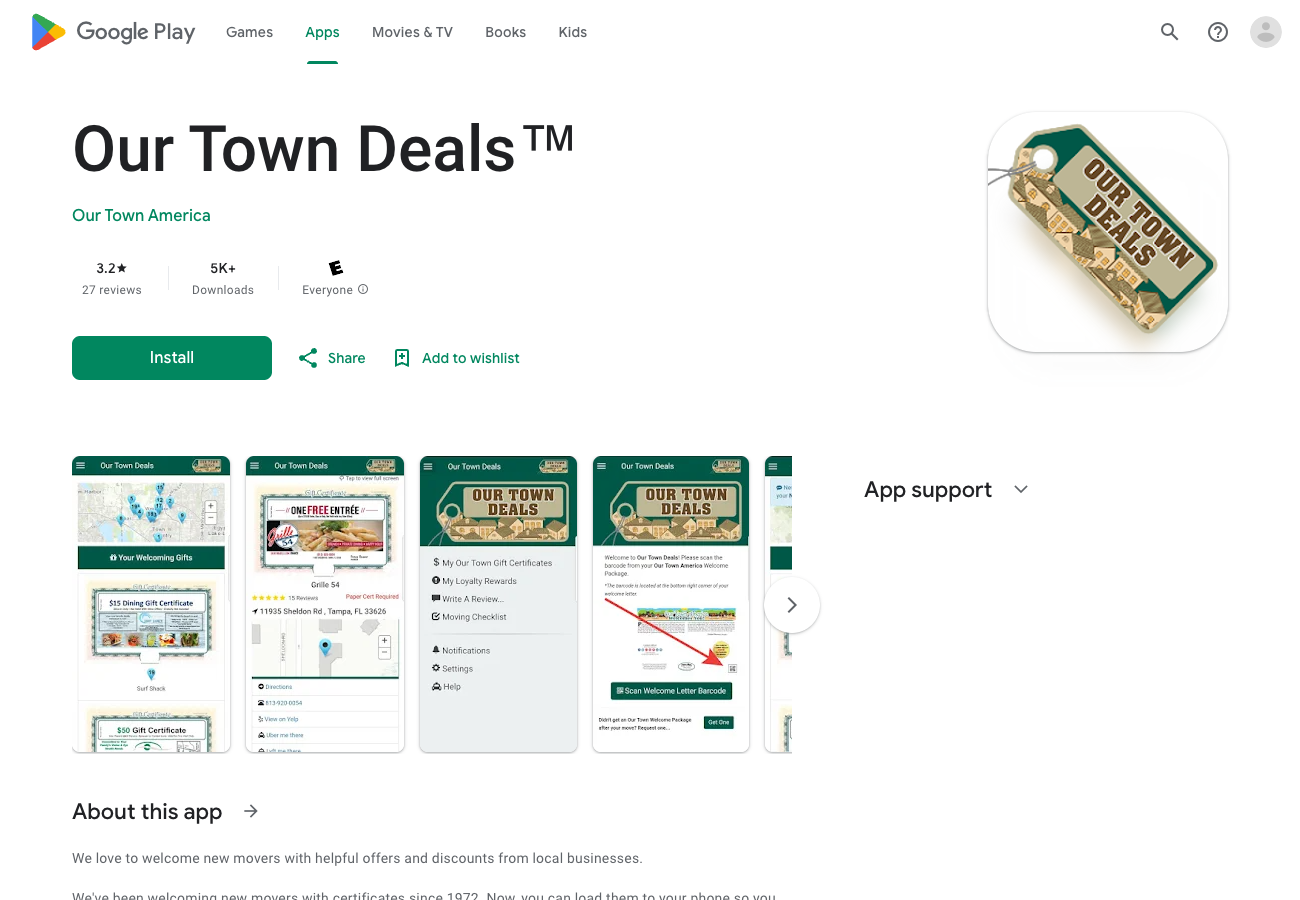 Google Play
Games
Apps
Movies & TV
Books
Kids
Our Town Deals™
Our Town America
3.2★
27 reviews
5K+
Downloads
E
Everyone
Install
Share
Add to wishlist
OUR TOWN
DEALS
Our Town Deals
Your Welcoming Gifts
Gift Certificate
$15 Dining Gift Certificate
Surf Shack
Gift Certificate
$50 Gift Certificate
Our Town Deals
Tap to view full screen
Gift Certificate
ONE FREE ENTRÉE
Grille 54
Grille 54
15 Reviews
Paper Cert Required
11935 Sheldon Rd , Tampa, FL 33626
Directions
813-920-0054
View on Yelp
Uber me there
Lyft me there
Our Town Deals
OUR TOWN
DEALS
My Our Town Gift Certificates
My Loyalty Rewards
Write A Review...
Moving Checklist
Notifications
Settings
Help
Our Town Deals
OUR TOWN
DEALS
Welcome to Our Town Deals! Please scan the
barcode from your Our Town America Welcome
Package.
*The barcode is located at the bottom right corner of your
welcome letter.
Scan Welcome Letter Barcode
Didn't get an Our Town Welcome Package
after your move? Request one...
Get One
App support
About this app
We love to welcome new movers with helpful offers and discounts from local businesses.
We've been welcoming new movers with certificates since 1972. Now, you can load them to your phone so you